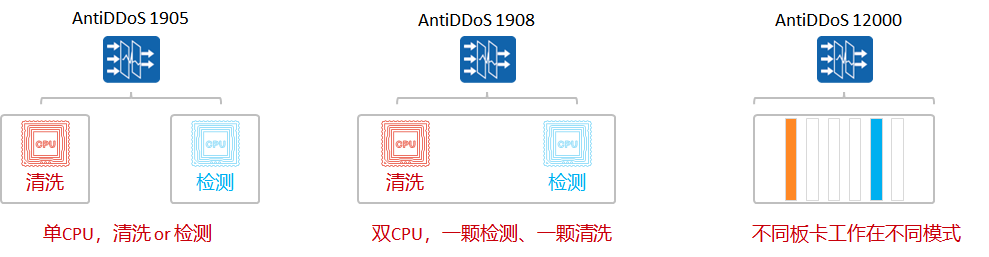 AntiDDoS 1905
AntiDDoS 1908
AntiDDoS 12000
CPU
CPU
CPU
CPU
清洗
检测
清洗
检测
单CPU，清洗 or 检测
双CPU，一颗检测、一颗清洗
不同板卡工作在不同模式